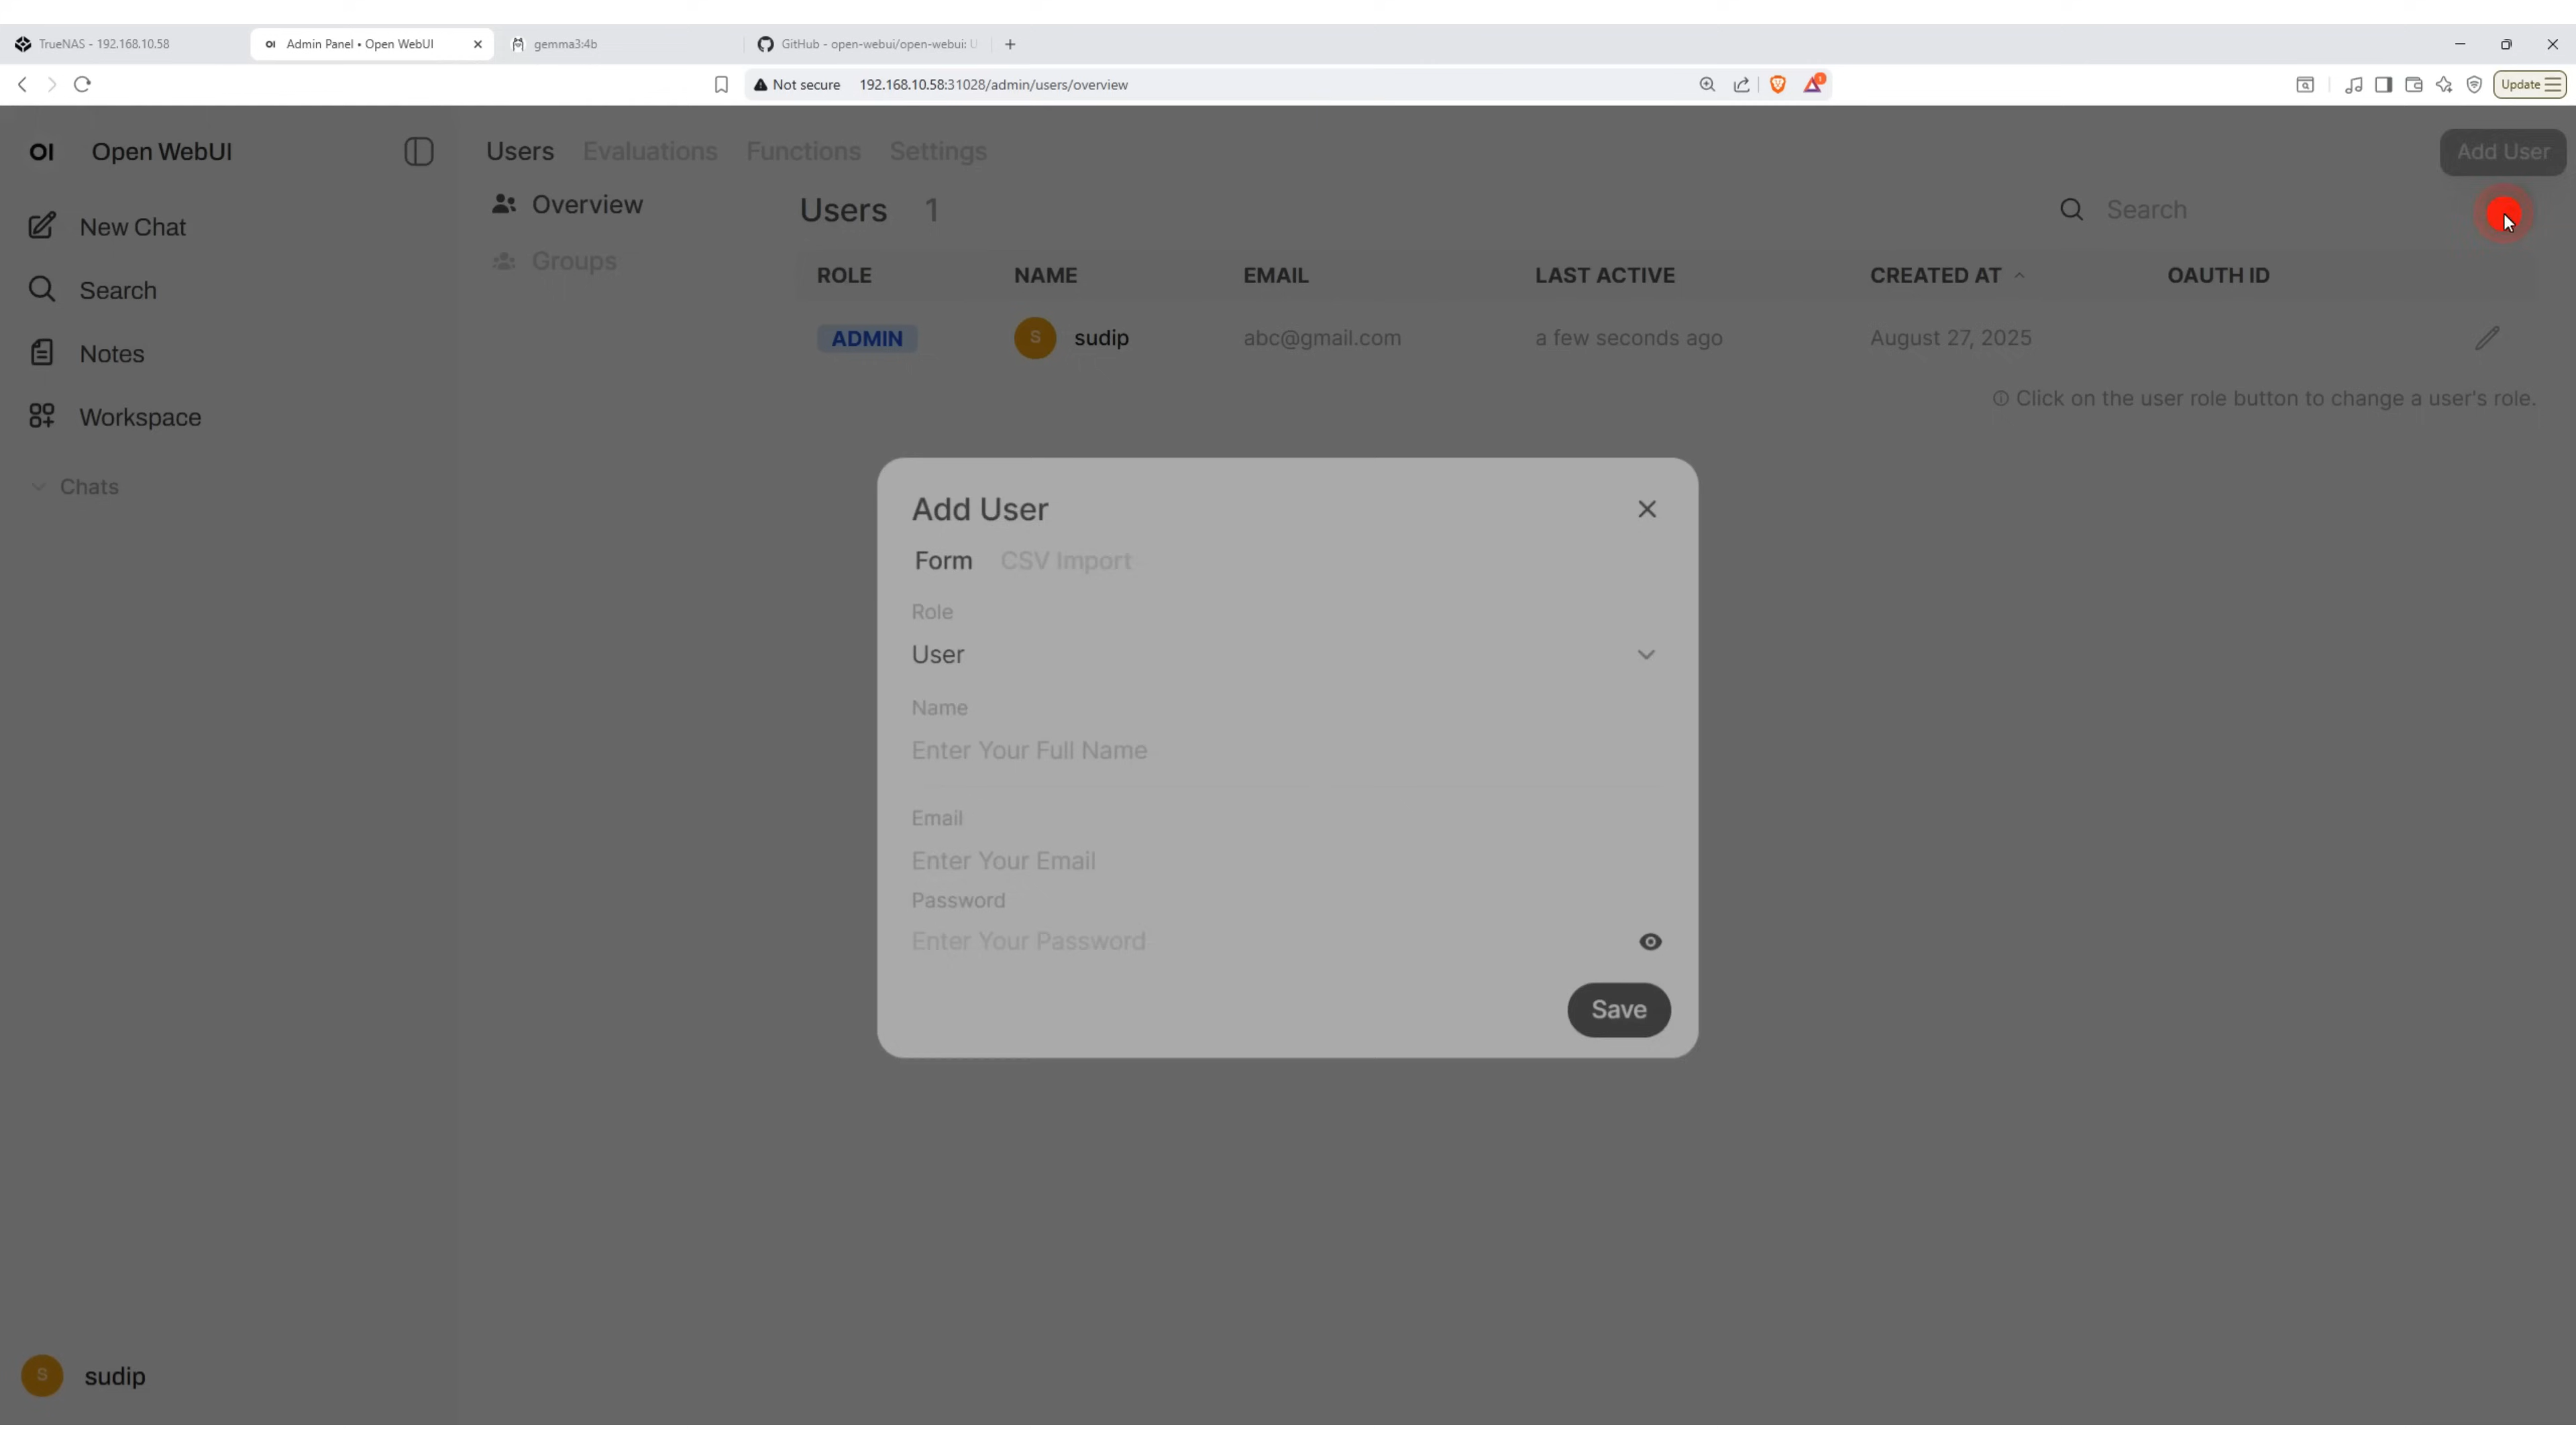 TrueNAS - 192.168.10.58
OI Admin Panel • Open WebUI
gemma3:4b
GitHub - open-webui/open-webui: U
Not secure 192.168.10.58:31028/admin/users/overview
Update
OI Open WebUI
Users Evaluations Functions Settings
Add User
New Chat
Search
Notes
Workspace
Chats
Overview
Groups
Users 1
Search
ROLE NAME EMAIL LAST ACTIVE CREATED AT OAUTH ID
ADMIN S sudip abc@gmail.com a few seconds ago August 27, 2025
Click on the user role button to change a user's role.
Add User
Form CSV Import
Role
User
Name
Enter Your Full Name
Email
Enter Your Email
Password
Enter Your Password
Save
S sudip